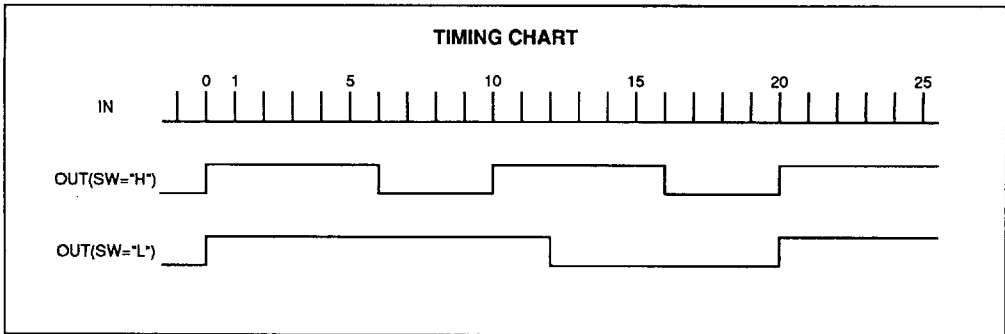 TIMING CHART
0 1 5 10 15 20 25
IN
OUT(SW="H")
OUT(SW="L")